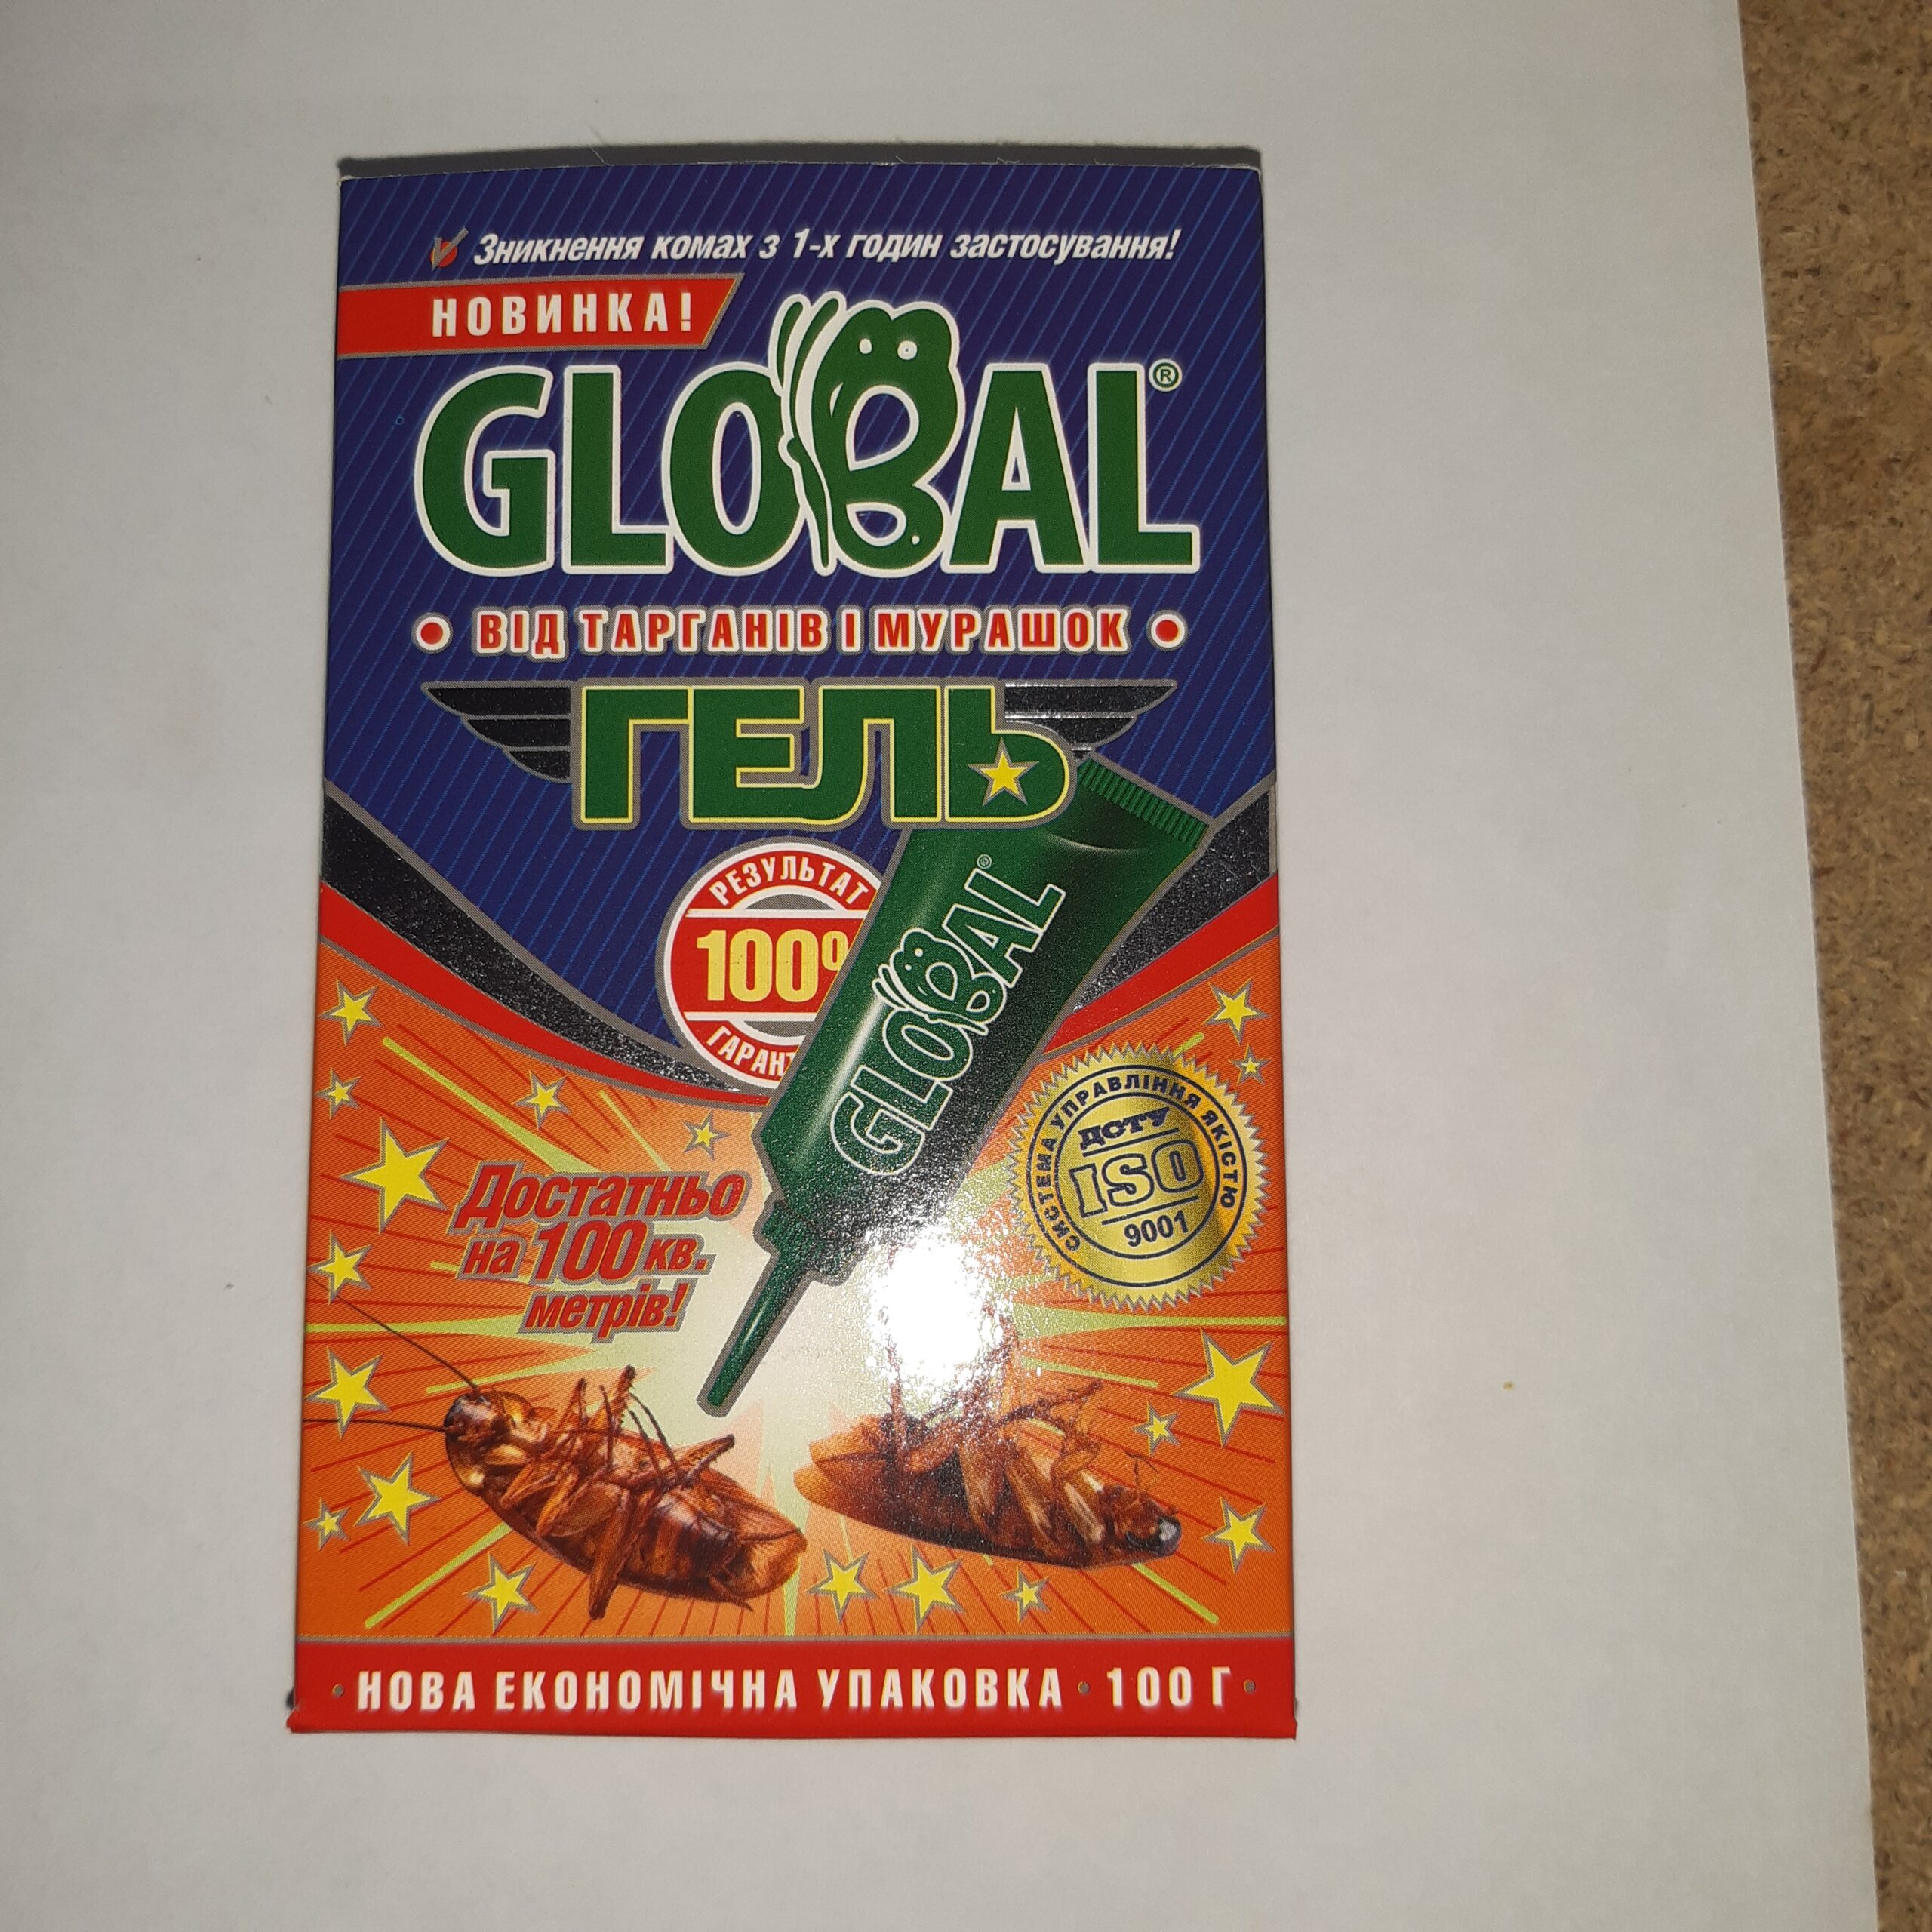 Зникнення комах з 1-х годин застосування!
НОВИНКА!
GLOBAL®
• ВІД ТАРГАНІВ І МУРАШОК •
ГЕЛЬ
РЕЗУЛЬТАТ
100%
GLOBAL®
СИСТЕМА УПРАВЛІННЯ ЯКІСТЮ
ДСТУ
ISO
9001
Достатньо
на 100 кв.
метрів!
• НОВА ЕКОНОМІЧНА УПАКОВКА • 100 Г •